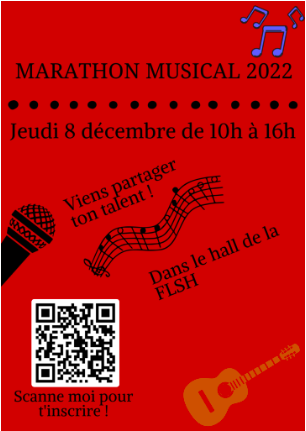 MARATHON MUSICAL 2022
Jeudi 8 décembre de 10h à 16h
Viens partager
ton talent !
Dans le hall de la
FLSH
Scanne moi pour
t'inscrire !